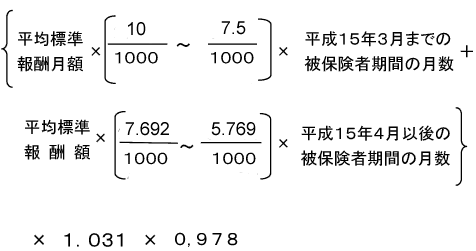 {平均標準報酬月額×[10/1000～7.5/1000]×平成15年3月までの被保険者期間の月数+
平均標準報酬額×[7.692/1000～5.769/1000]×平成15年4月以後の被保険者期間の月数}
× 1.031 × 0,978